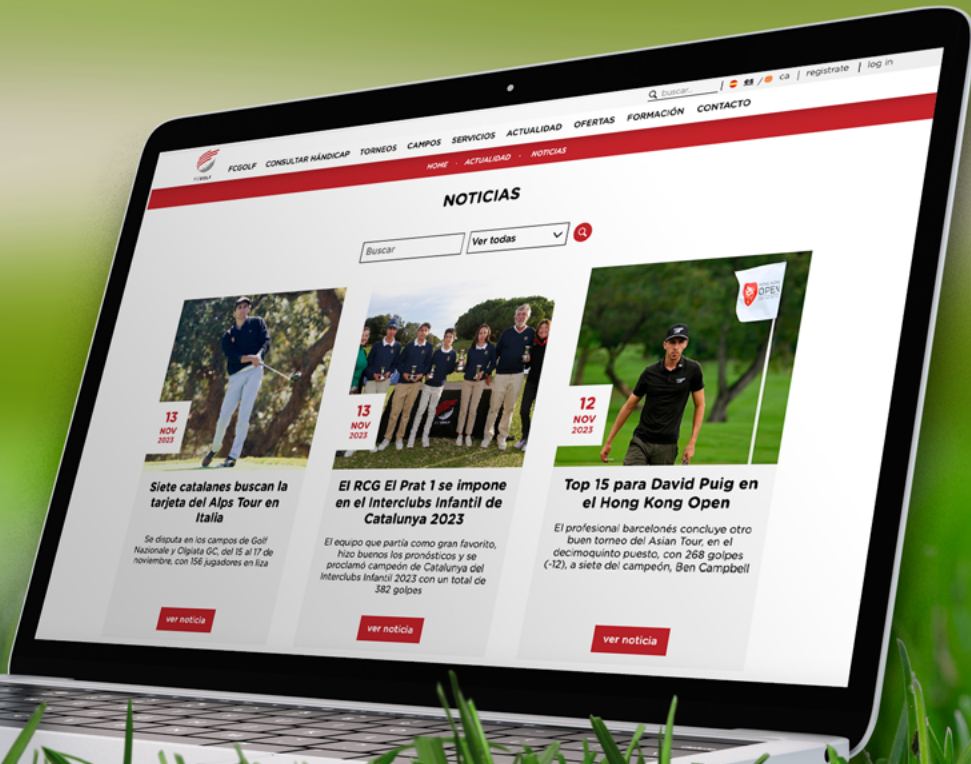 buscar...
ES / ca | registrate | log in
FCGOLF CONSULTAR HÁNDICAP TORNEOS CAMPOS SERVICIOS ACTUALIDAD OFERTAS FORMACIÓN CONTACTO
FCGOLF
HOME · ACTUALIDAD · NOTICIAS
NOTICIAS
Buscar
Ver todas
13
NOV
2023
Siete catalanes buscan la
tarjeta del Alps Tour en
Italia
Se disputa en los campos de Golf
Nazionale y Olgiata GC, del 15 al 17 de
noviembre, con 156 jugadores en liza
ver noticia
13
NOV
2023
El RCG El Prat 1 se impone
en el Interclubs Infantil de
Catalunya 2023
El equipo que partía como gran favorito,
hizo buenos los pronósticos y se
proclamó campeón de Catalunya del
Interclubs Infantil 2023 con un total de
382 golpes
ver noticia
OPEN
12
NOV
2023
Top 15 para David Puig en
el Hong Kong Open
El profesional barcelonés concluye otro
buen torneo del Asian Tour, en el
decimoquinto puesto, con 268 golpes
(-12), a siete del campeón, Ben Campbell
ver noticia